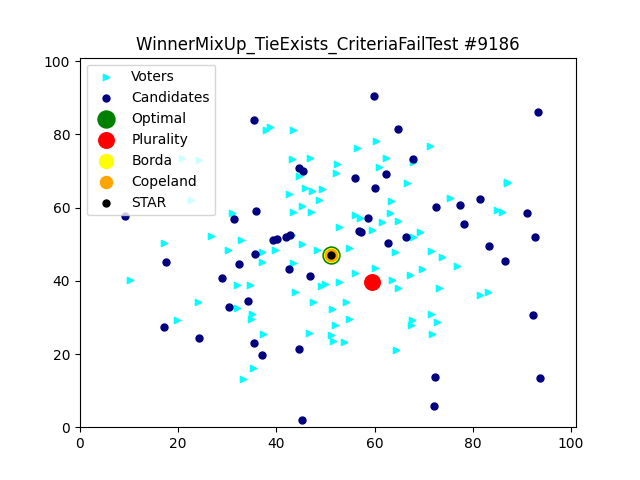 WinnerMixUp_TieExists_CriteriaFailTest #9186
100
80
60
40
20
0
Voters
Candidates
Optimal
Plurality
Borda
Copeland
STAR
0 20 40 60 80 100